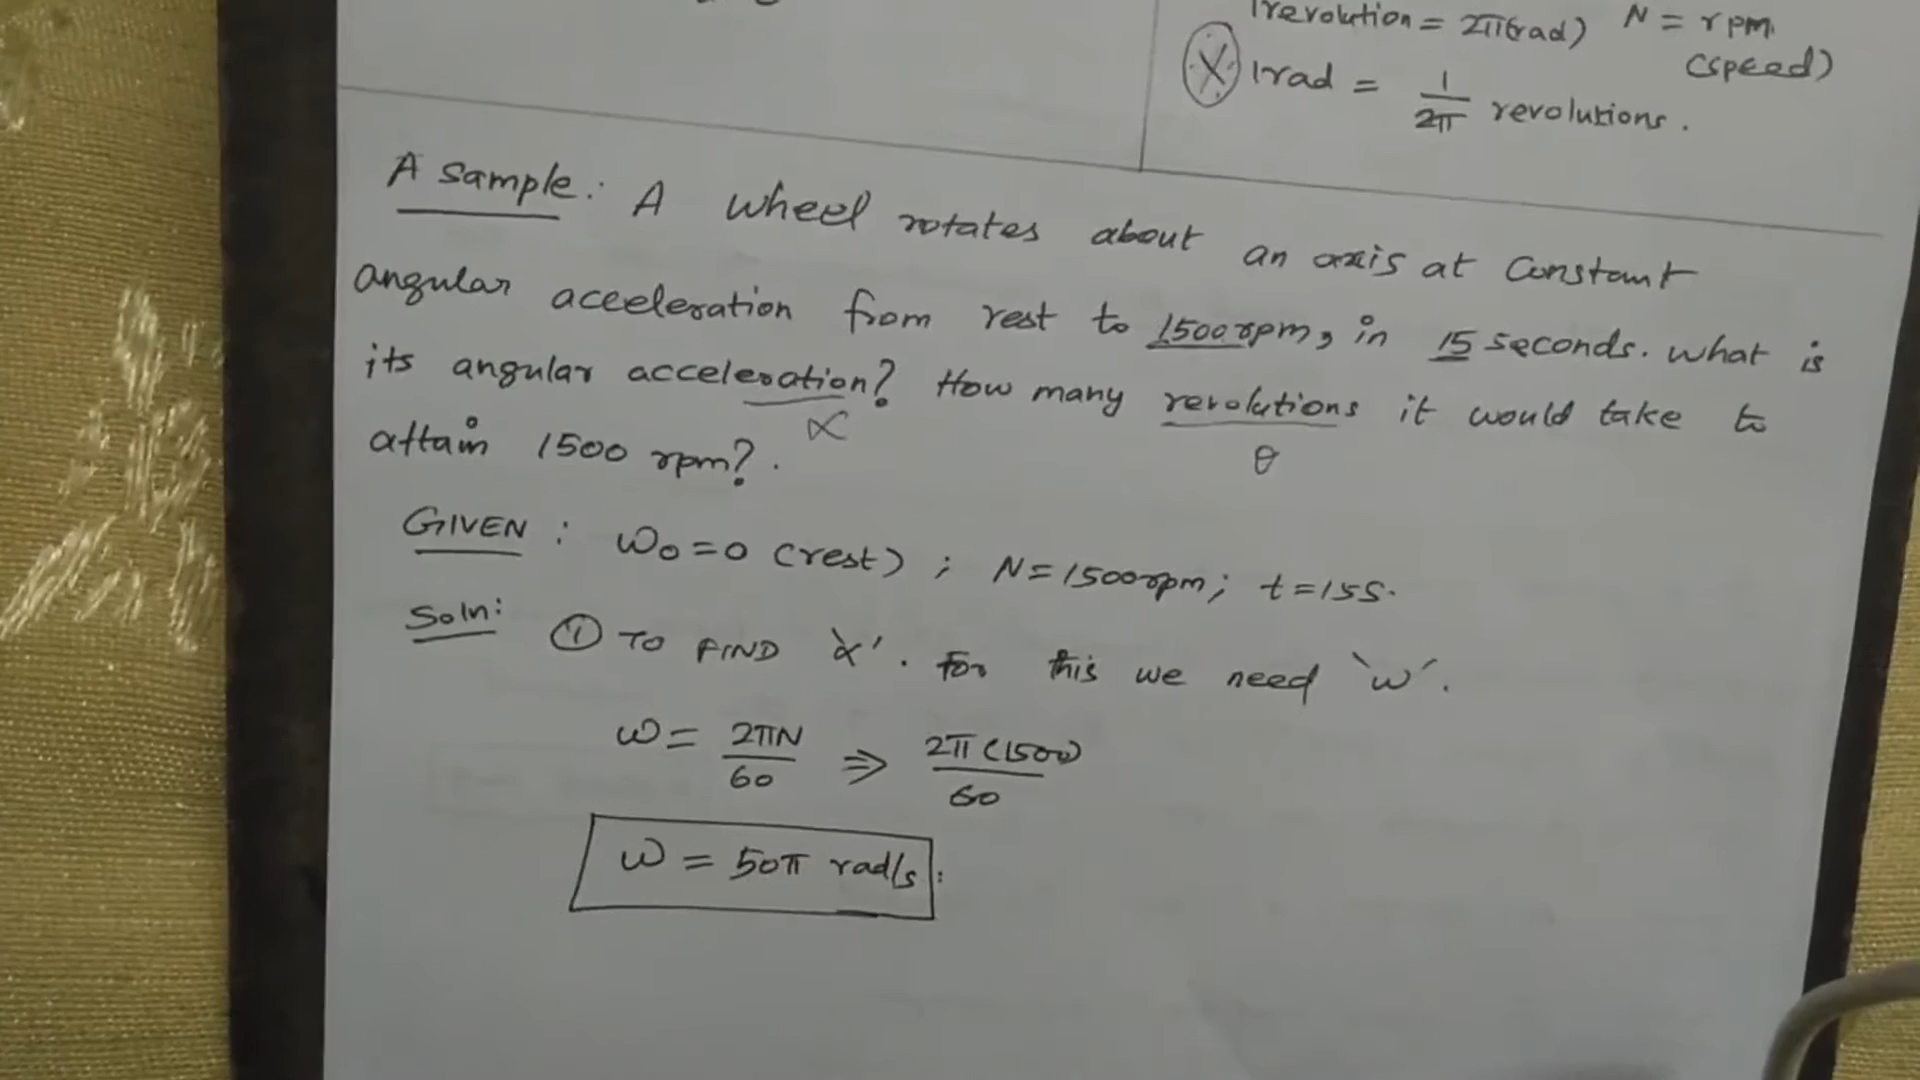 1revolution = 2π(rad) N = rpm
(speed)
1rad = 1/2π revolutions.
A sample: A wheel rotates about an axis at Constant
angular acceleration from rest to 1500rpm, in 15 seconds. what is
its angular acceleration? How many revolutions it would take to
α θ
attain 1500 rpm?.
GIVEN : ω₀=0 (rest) ; N=1500rpm; t=15s.
Soln: ① TO FIND 'α'. for this we need 'ω'.
ω = 2πN/60 ⇒ 2π(1500)/60
ω = 50π rad/s.